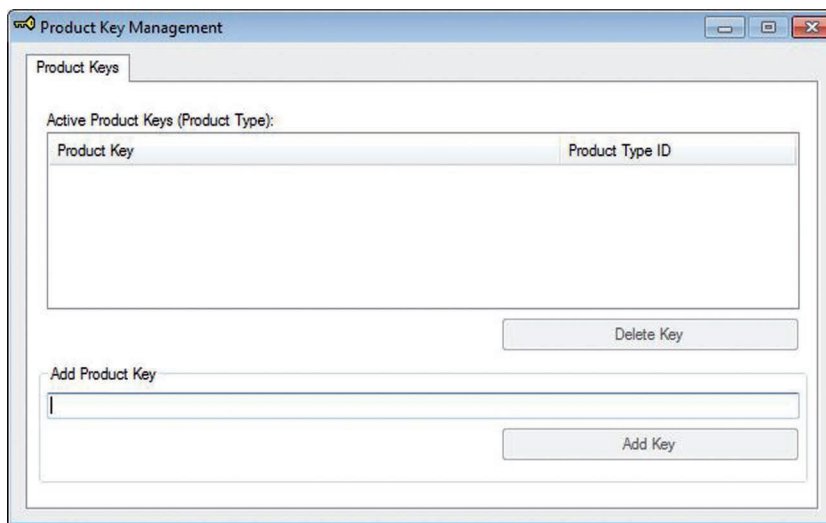 Product Key Management
Product Keys
Active Product Keys (Product Type):
Product Key Product Type ID
Delete Key
Add Product Key
Add Key